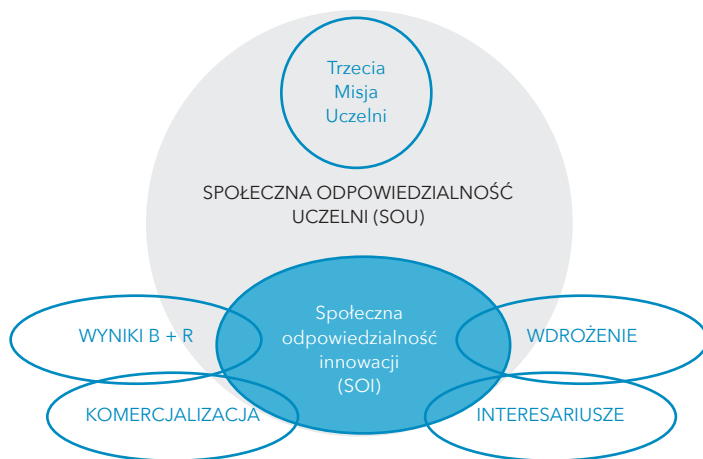 Trzecia
Misja
Uczelni
SPOŁECZNA ODPOWIEDZIALNOŚĆ
UCZELNI (SOU)
Społeczna
odpowiedzialność
innowacji
(SOI)
WYNIKI B + R
WDROŻENIE
KOMERCJALIZACJA
INTERESARIUSZE